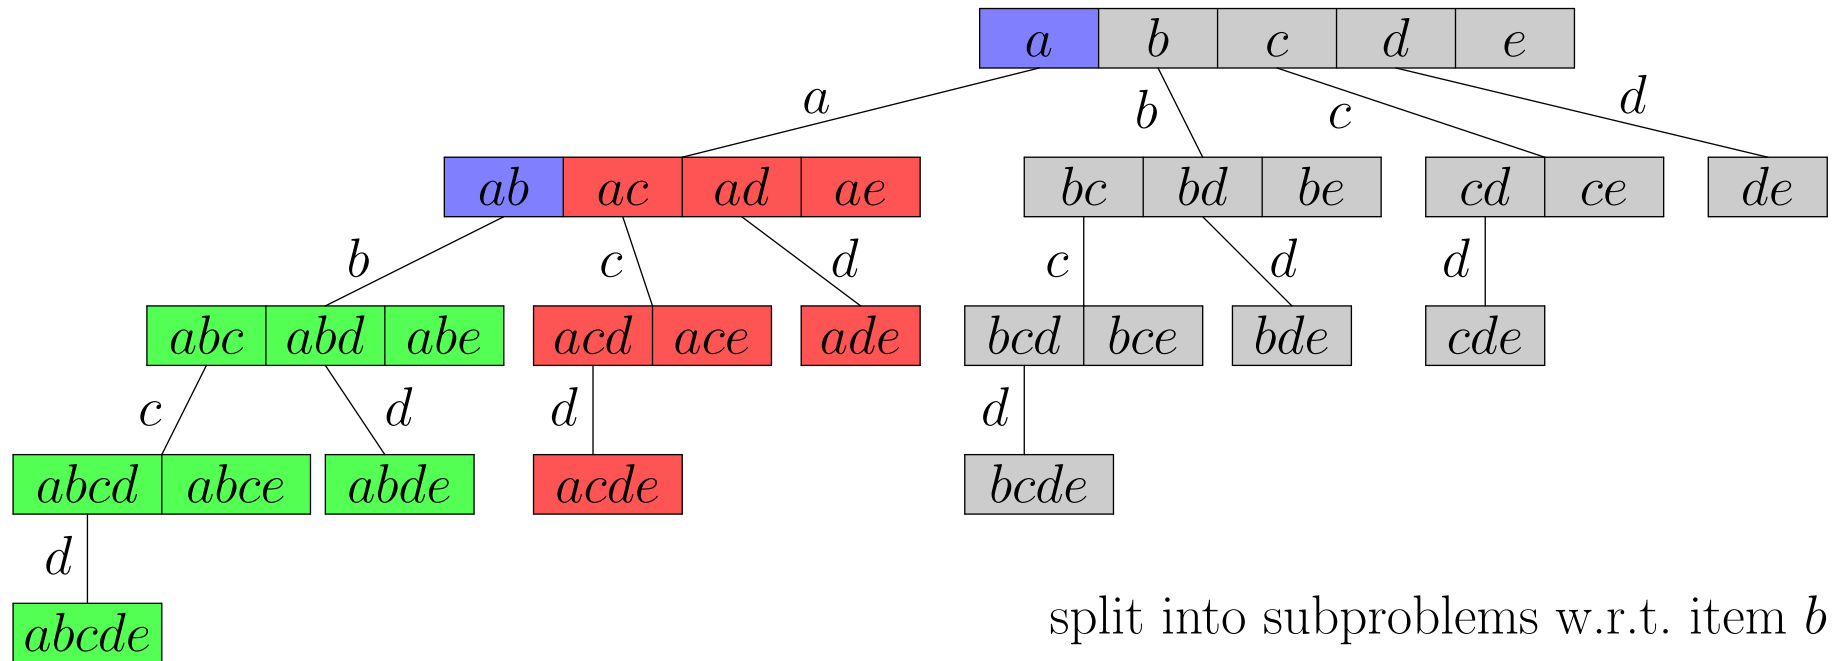 a b c d e
a b c d
ab ac ad ae bc bd be cd ce de
b c d c d d
abc abd abe acd ace ade bcd bce bde cde
c d d d
abcd abce abde acde bcde
d
abcde
split into subproblems w.r.t. item b